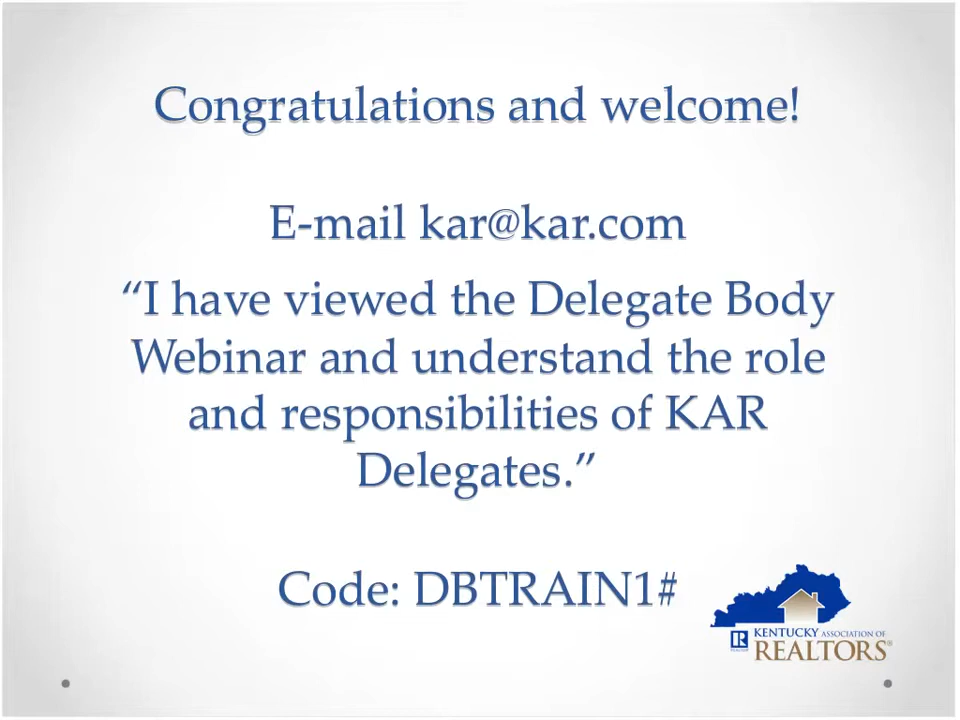 Congratulations and welcome!
E-mail kar@kar.com
“I have viewed the Delegate Body
Webinar and understand the role
and responsibilities of KAR
Delegates.”
Code: DBTRAIN1#
KENTUCKY ASSOCIATION OF
REALTORS®